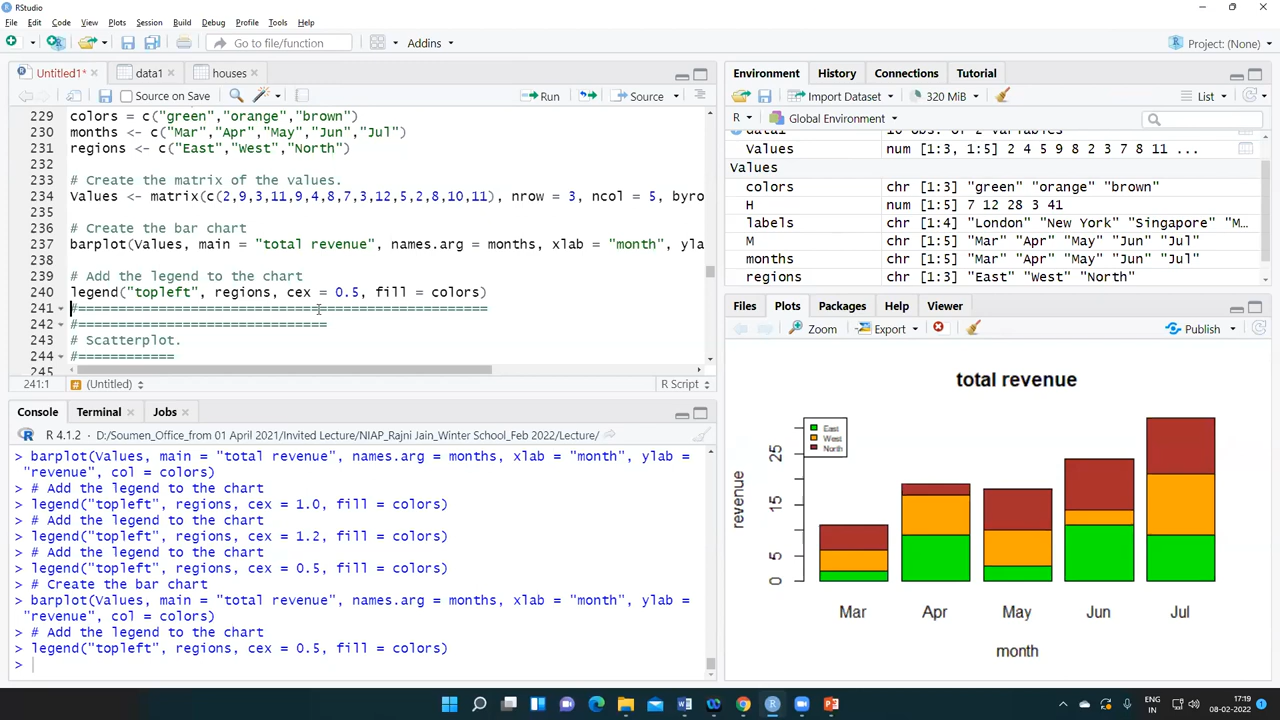 RStudio
File Edit Code View Plots Session Build Debug Profile Tools Help
Go to file/function Addins Project: (None)
Untitled1* data1 houses
Source on Save Run Source
229 colors = c("green","orange","brown")
230 months <- c("Mar","Apr","May","Jun","Jul")
231 regions <- c("East","West","North")
232
233 # Create the matrix of the values.
234 Values <- matrix(c(2,9,3,11,9,4,8,7,3,12,5,2,8,10,11), nrow = 3, ncol = 5, byro
235
236 # Create the bar chart
237 barplot(Values, main = "total revenue", names.arg = months, xlab = "month", yla
238
239 # Add the legend to the chart
240 legend("topleft", regions, cex = 0.5, fill = colors)
241 #===================================================
242 #===============================
243 # Scatterplot.
244 #============
245
241:1 (Untitled) R Script
Console Terminal Jobs
R 4.1.2 . D:/Soumen_Office_from 01 April 2021/Invited Lecture/NIAP_Rajni Jain_Winter School_Feb 2022/Lecture/
> barplot(Values, main = "total revenue", names.arg = months, xlab = "month", ylab =
"revenue", col = colors)
> # Add the legend to the chart
> legend("topleft", regions, cex = 1.0, fill = colors)
> # Add the legend to the chart
> legend("topleft", regions, cex = 1.2, fill = colors)
> # Add the legend to the chart
> legend("topleft", regions, cex = 0.5, fill = colors)
> # Create the bar chart
> barplot(Values, main = "total revenue", names.arg = months, xlab = "month", ylab =
"revenue", col = colors)
> # Add the legend to the chart
> legend("topleft", regions, cex = 0.5, fill = colors)
>
Environment History Connections Tutorial
Import Dataset 320 MiB List
R Global Environment
data1 10 obs. of 2 variables
Values num [1:3, 1:5] 2 4 5 9 8 2 3 7 8 11 ...
Values
colors chr [1:3] "green" "orange" "brown"
H num [1:5] 7 12 28 3 41
labels chr [1:4] "London" "New York" "Singapore" "M…
M chr [1:5] "Mar" "Apr" "May" "Jun" "Jul"
months chr [1:5] "Mar" "Apr" "May" "Jun" "Jul"
regions chr [1:3] "East" "West" "North"
Files Plots Packages Help Viewer
Zoom Export Publish
total revenue
East
West
North
25
15
5
0
revenue
Mar Apr May Jun Jul
month
ENG
IN
17:19
08-02-2022